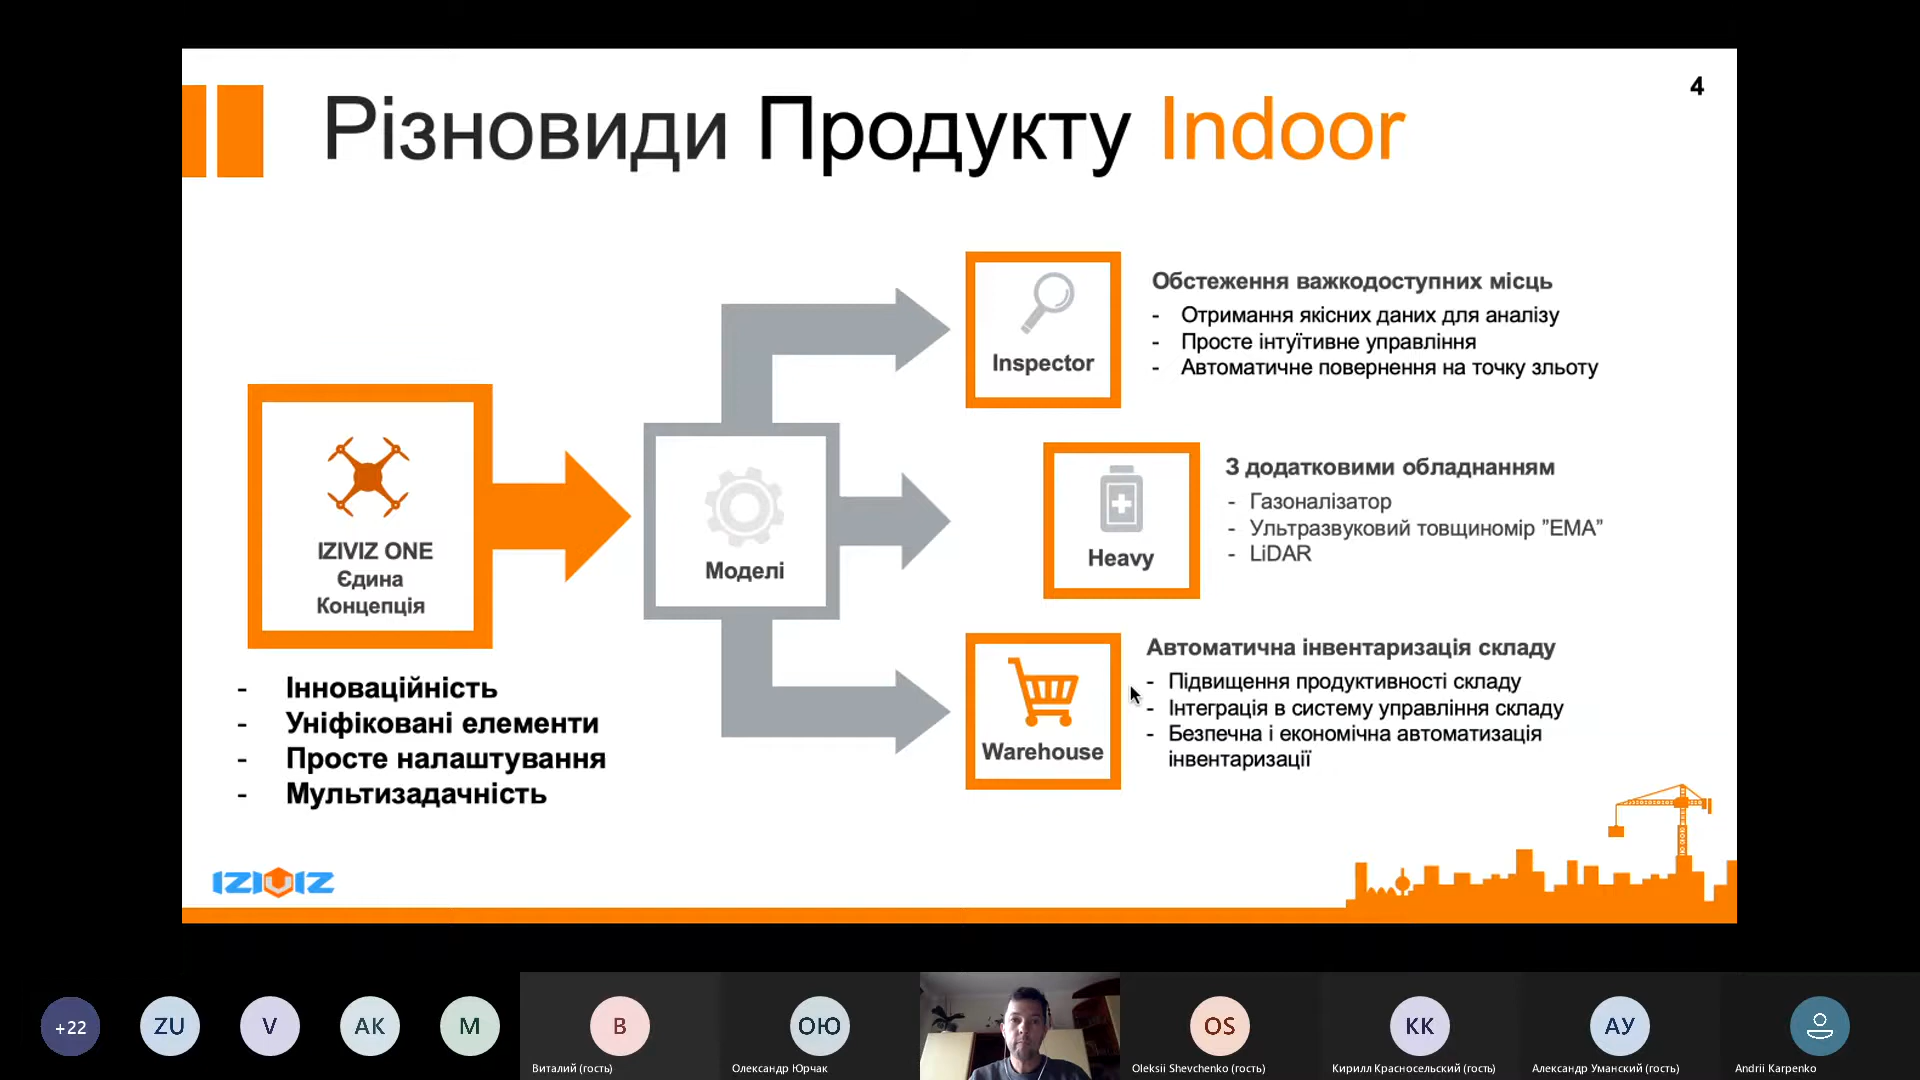 4
Різновиди Продукту Indoor
Inspector
Обстеження важкодоступних місць
- Отримання якісних даних для аналізу
- Просте інтуїтивне управління
- Автоматичне повернення на точку зльоту
IZIVIZ ONE
Єдина
Концепція
Моделі
Heavy
З додатковими обладнанням
- Газоналізатор
- Ультразвуковий товщиномір ”ЕМА”
- LiDAR
Warehouse
Автоматична інвентаризація складу
- Підвищення продуктивності складу
- Інтеграція в систему управління складу
- Безпечна і економічна автоматизація
інвентаризації
- Інноваційність
- Уніфіковані елементи
- Просте налаштування
- Мультизадачність
IZIVIZ
+22
ZU
V
AK
M
В
Виталий (гость)
ОЮ
Олександр Юрчак
OS
Oleksii Shevchenko (гость)
КК
Кирилл Красносельский (гость)
АУ
Александр Уманский (гость)
Andrii Karpenko